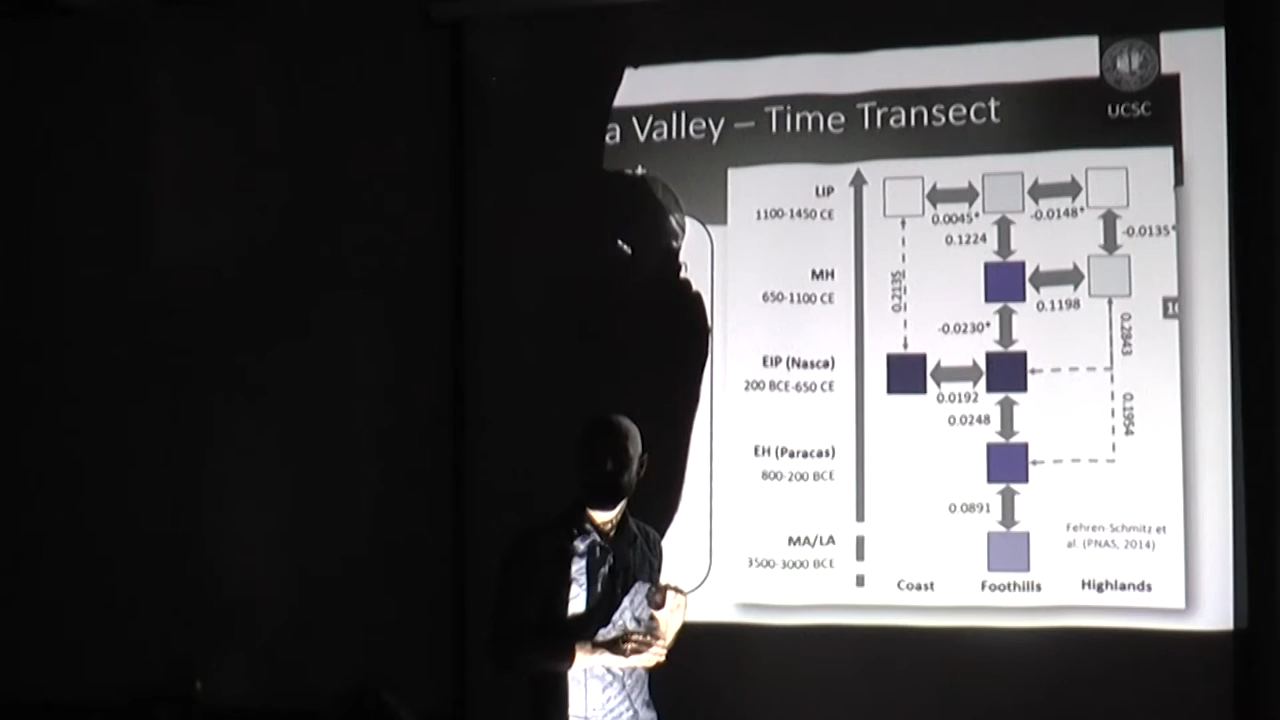 a Valley – Time Transect
UCSC
LIP
1100-1450 CE
0.0045*
-0.0148*
0.1224
-0.0135*
MH
650-1100 CE
0.2135
0.1198
-0.0230*
0.2843
EIP (Nasca)
200 BCE-650 CE
0.0192
0.0248
0.1954
EH (Paracas)
800-200 BCE
0.0891
MA/LA
3500-3000 BCE
Fehren-Schmitz et
al. (PNAS, 2014)
Coast
Foothills
Highlands